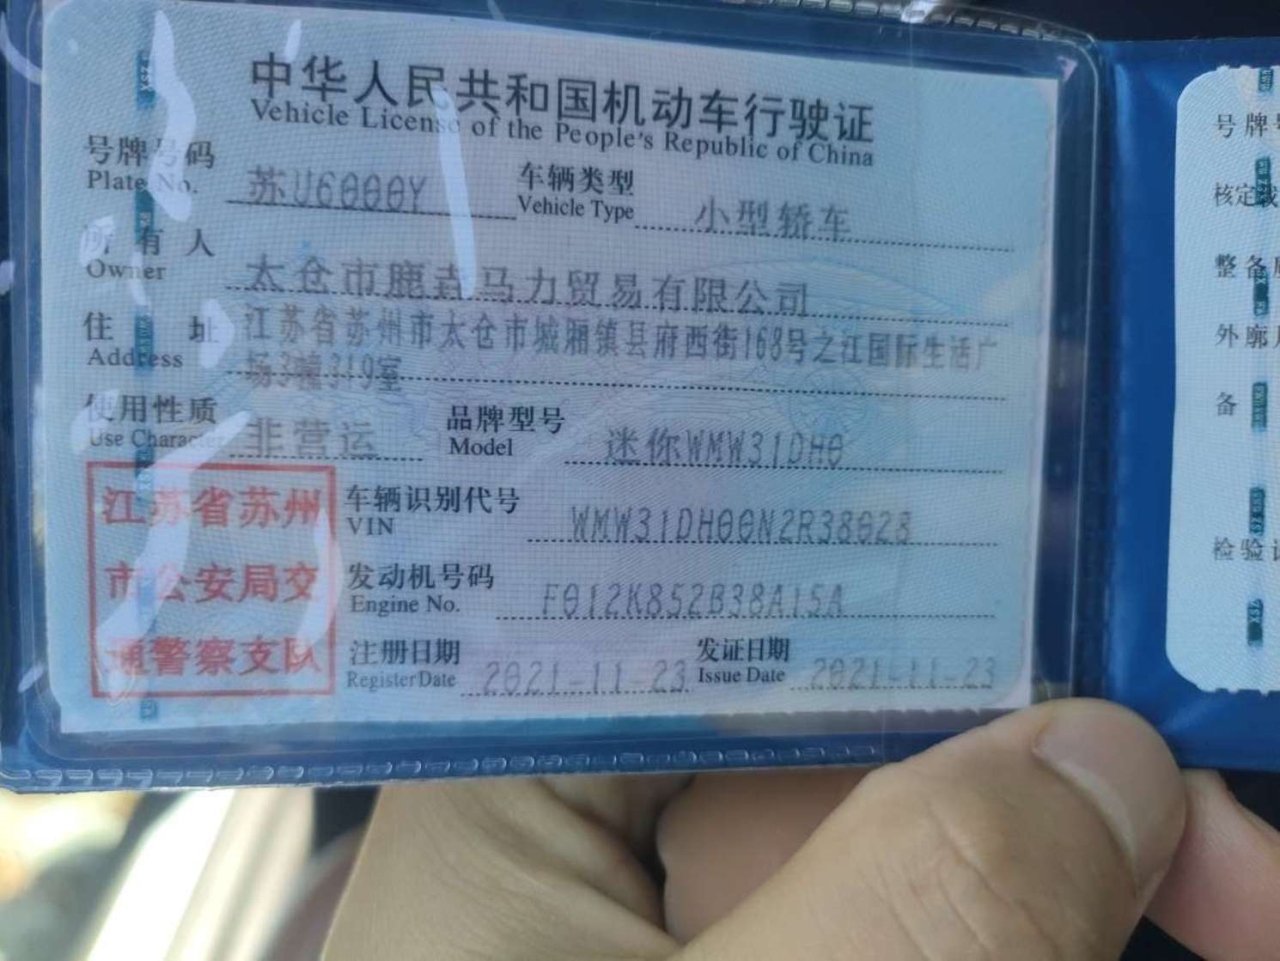 中华人民共和国机动车行驶证
Vehicle License of the People's Republic of China
号牌号码 苏U6000Y 车辆类型 小型轿车
Plate No. Vehicle Type
所有人 太仓市鹿吉马力贸易有限公司
Owner
住址 江苏省苏州市太仓市城厢镇县府西街168号之江国际生活广
Address 场3幢319室
使用性质 非营运 品牌型号 迷你WMW31DH0
Use Character Model
江苏省苏州
市公安局交
通警察支队
车辆识别代号 WMW31DH00N2R38028
VIN
发动机号码 F012K852B38A15A
Engine No.
注册日期 2021-11-23 发证日期 2021-11-23
Register Date Issue Date
号牌
核定
整备
外廓
备
检验